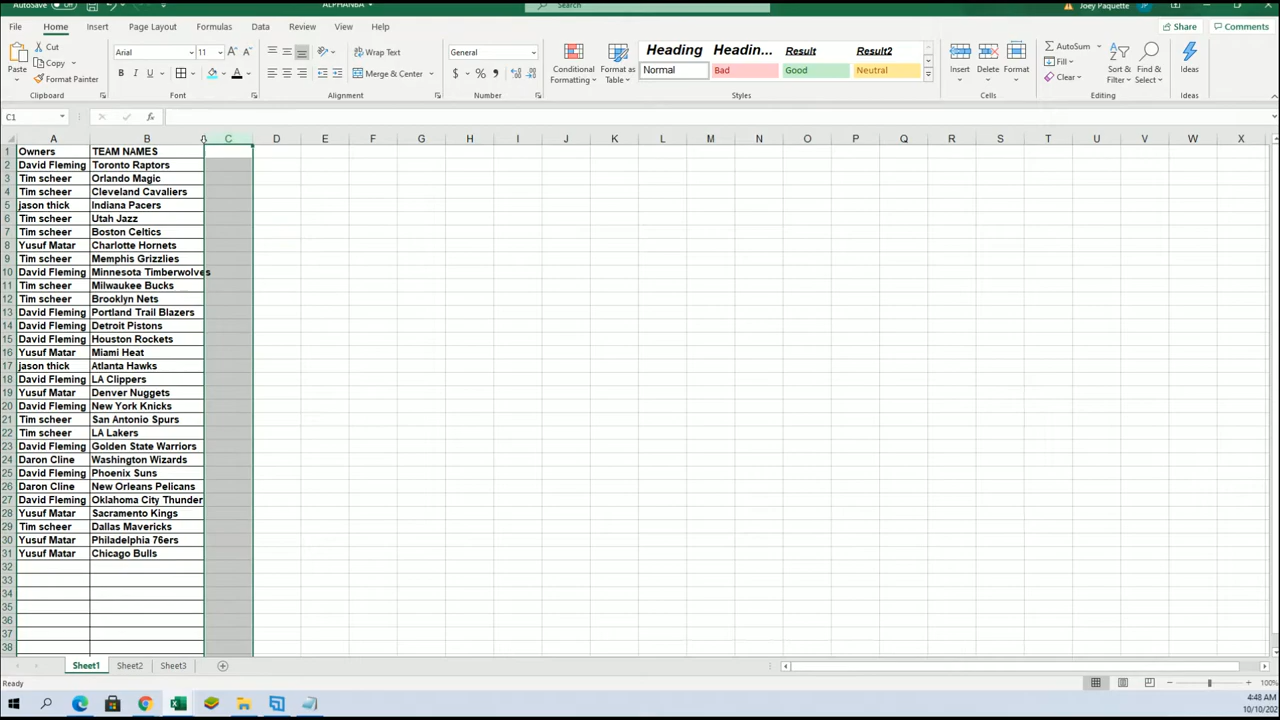 AutoSave ALPHANBA Search Joey Paquette
File Home Insert Page Layout Formulas Data Review View Help Share Comments
Paste Cut Copy Format Painter Clipboard
Arial 11 A A B I U A Font
Wrap Text Merge & Center Alignment
General $ % Number
Conditional Formatting Format as Table
Heading Headin... Result Result2
Normal Bad Good Neutral
Styles
Insert Delete Format Cells
AutoSum Fill Clear Sort & Filter Find & Select Editing
Ideas Ideas
C1 fx
A B C D E F G H I J K L M N O P Q R S T U V W X
1 Owners TEAM NAMES
2 David Fleming Toronto Raptors
3 Tim scheer Orlando Magic
4 Tim scheer Cleveland Cavaliers
5 jason thick Indiana Pacers
6 Tim scheer Utah Jazz
7 Tim scheer Boston Celtics
8 Yusuf Matar Charlotte Hornets
9 Tim scheer Memphis Grizzlies
10 David Fleming Minnesota Timberwolves
11 Tim scheer Milwaukee Bucks
12 Tim scheer Brooklyn Nets
13 David Fleming Portland Trail Blazers
14 David Fleming Detroit Pistons
15 David Fleming Houston Rockets
16 Yusuf Matar Miami Heat
17 jason thick Atlanta Hawks
18 David Fleming LA Clippers
19 Yusuf Matar Denver Nuggets
20 David Fleming New York Knicks
21 Tim scheer San Antonio Spurs
22 Tim scheer LA Lakers
23 David Fleming Golden State Warriors
24 Daron Cline Washington Wizards
25 David Fleming Phoenix Suns
26 Daron Cline New Orleans Pelicans
27 David Fleming Oklahoma City Thunder
28 Yusuf Matar Sacramento Kings
29 Tim scheer Dallas Mavericks
30 Yusuf Matar Philadelphia 76ers
31 Yusuf Matar Chicago Bulls
32
33
34
35
36
37
38
Sheet1 Sheet2 Sheet3
Ready 100%
4:48 AM
10/10/202